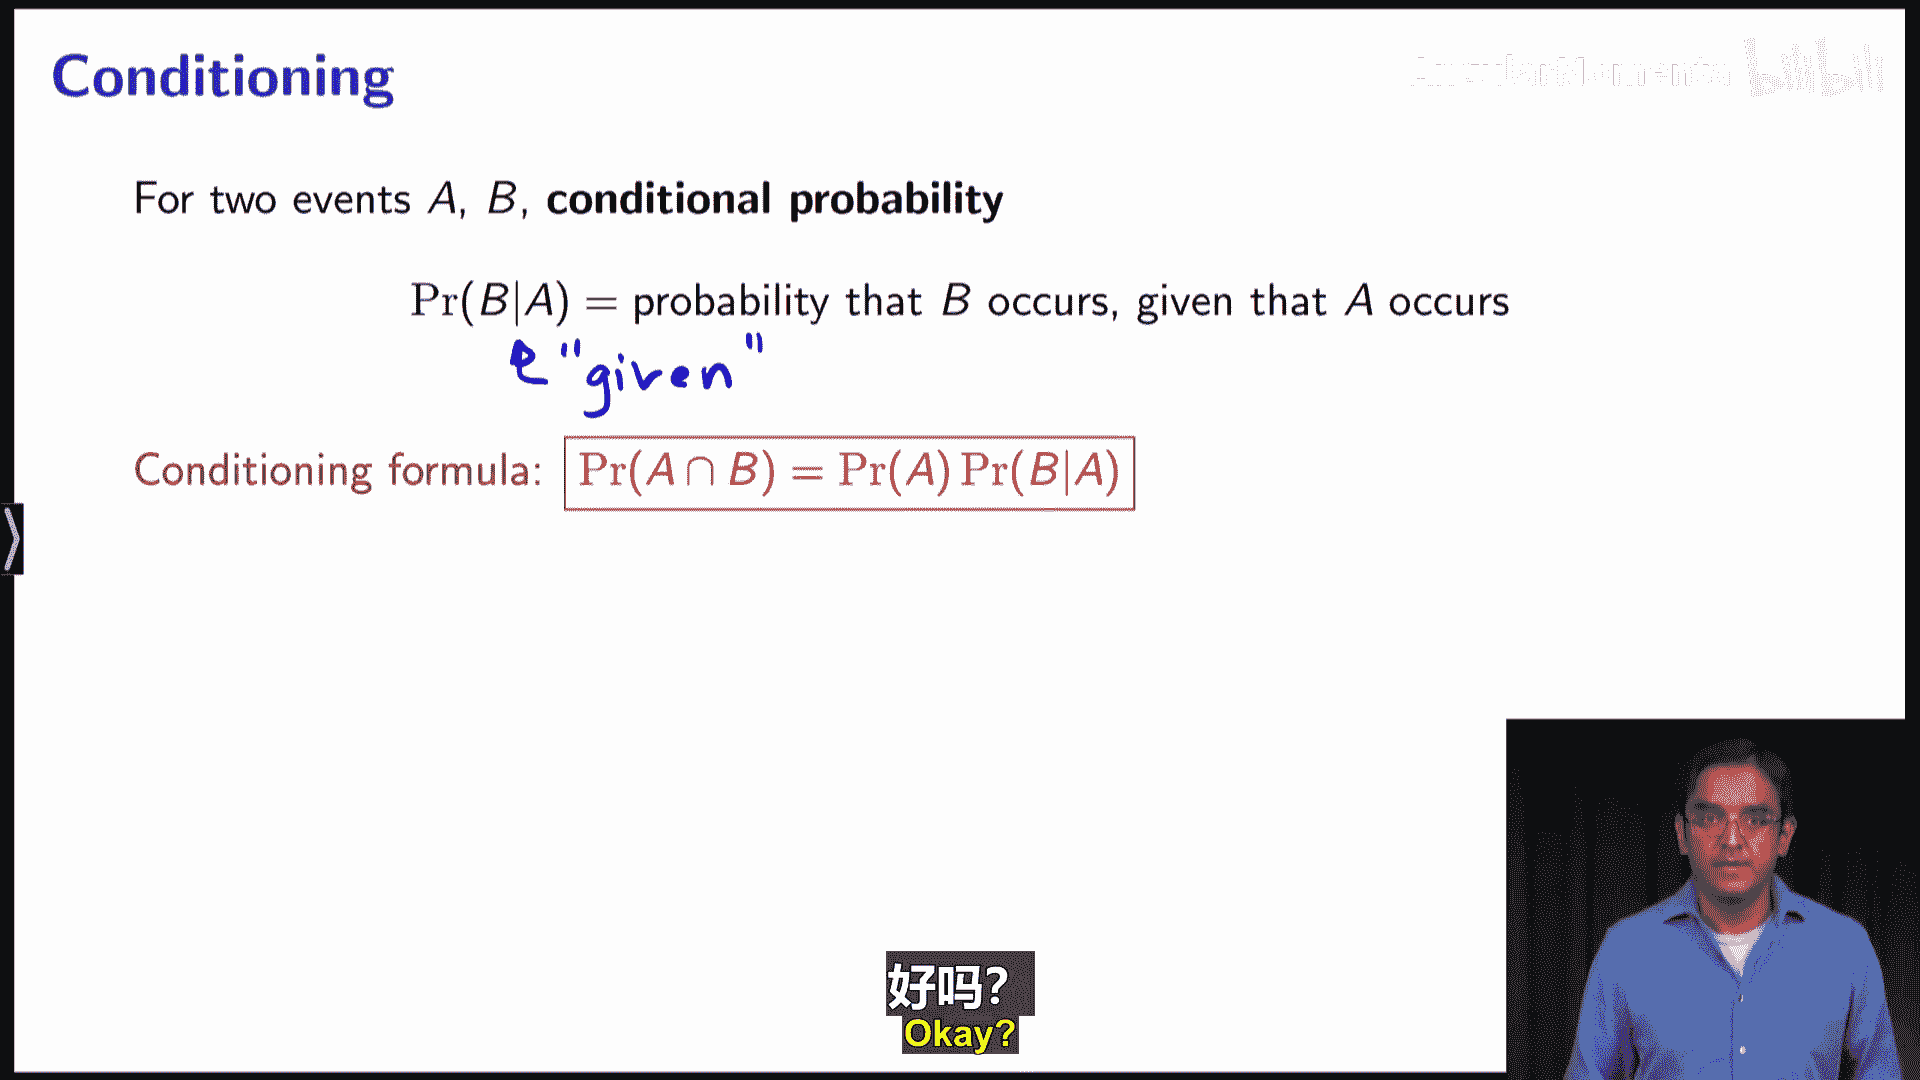 Conditioning
bilibili
For two events A, B, conditional probability
Pr(B|A) = probability that B occurs, given that A occurs
"given"
Conditioning formula: Pr(A ∩ B) = Pr(A) Pr(B|A)
好吗?
Okay?